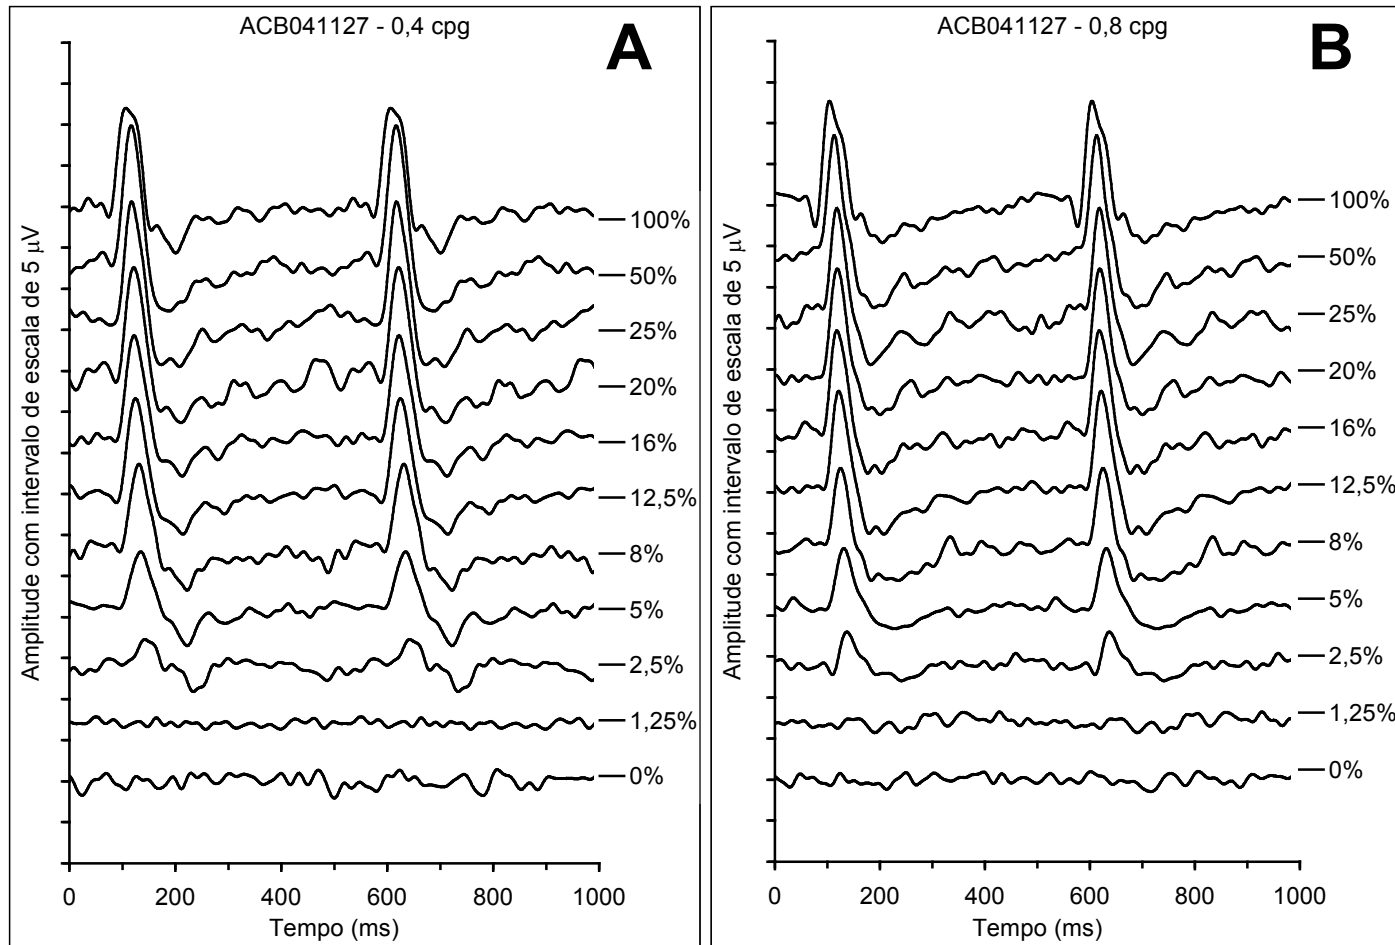 ACB041127 - 0,4 cpg
A
Amplitude com intervalo de escala de 5 µV
100%
50%
25%
20%
16%
12,5%
8%
5%
2,5%
1,25%
0%
0 200 400 600 800 1000
Tempo (ms)
ACB041127 - 0,8 cpg
B
Amplitude com intervalo de escala de 5 µV
100%
50%
25%
20%
16%
12,5%
8%
5%
2,5%
1,25%
0%
0 200 400 600 800 1000
Tempo (ms)